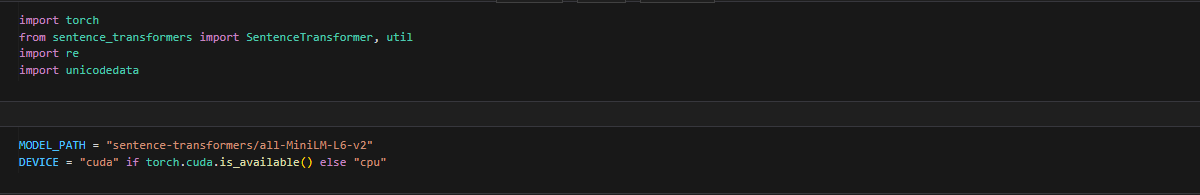 import torch
from sentence_transformers import SentenceTransformer, util
import re
import unicodedata
MODEL_PATH = "sentence-transformers/all-MiniLM-L6-v2"
DEVICE = "cuda" if torch.cuda.is_available() else "cpu"